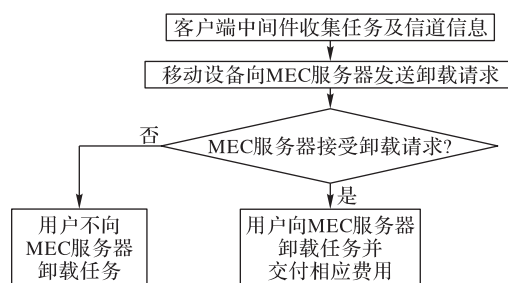 客户端中间件收集任务及信道信息
移动设备向MEC服务器发送卸载请求
MEC服务器接受卸载请求?
否
是
用户不向
MEC服务器
卸载任务
用户向MEC服务器
卸载任务并
交付相应费用